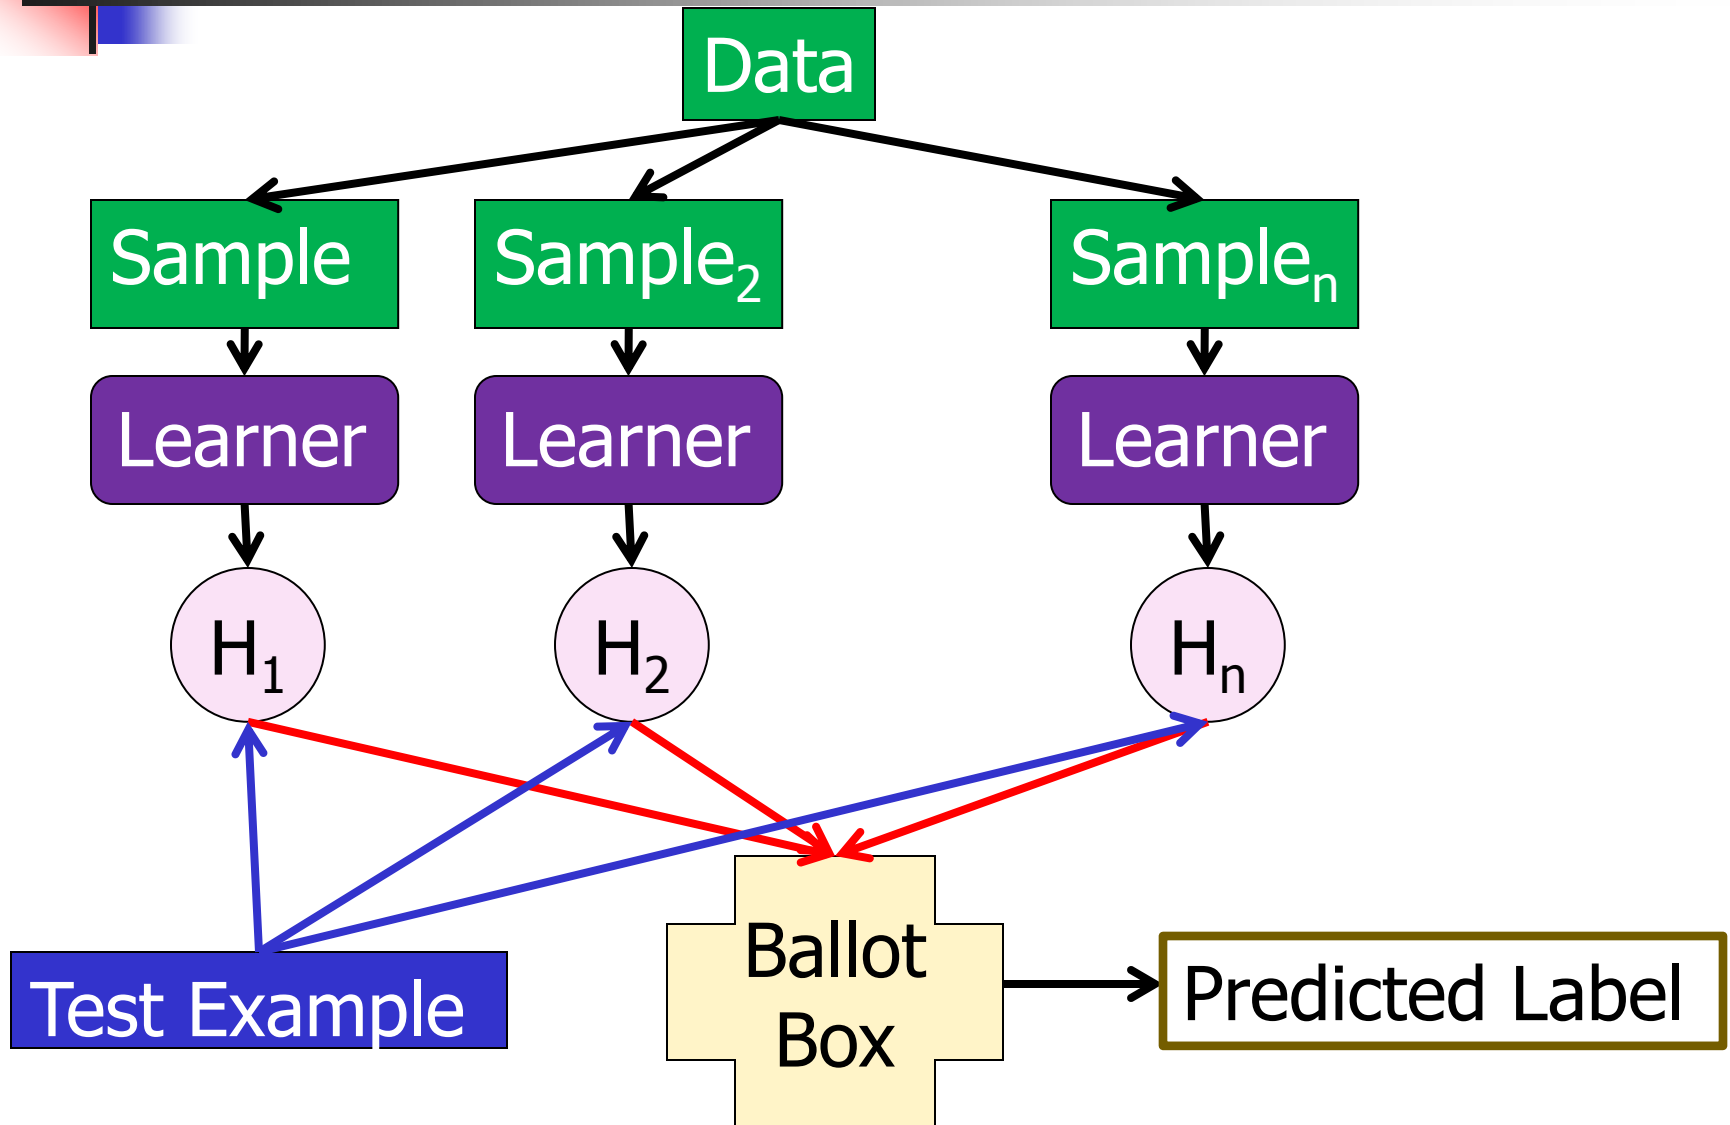 Data
Sample
Sample₂
Sampleₙ
Learner
Learner
Learner
H₁
H₂
Hₙ
Test Example
Ballot
Box
Predicted Label